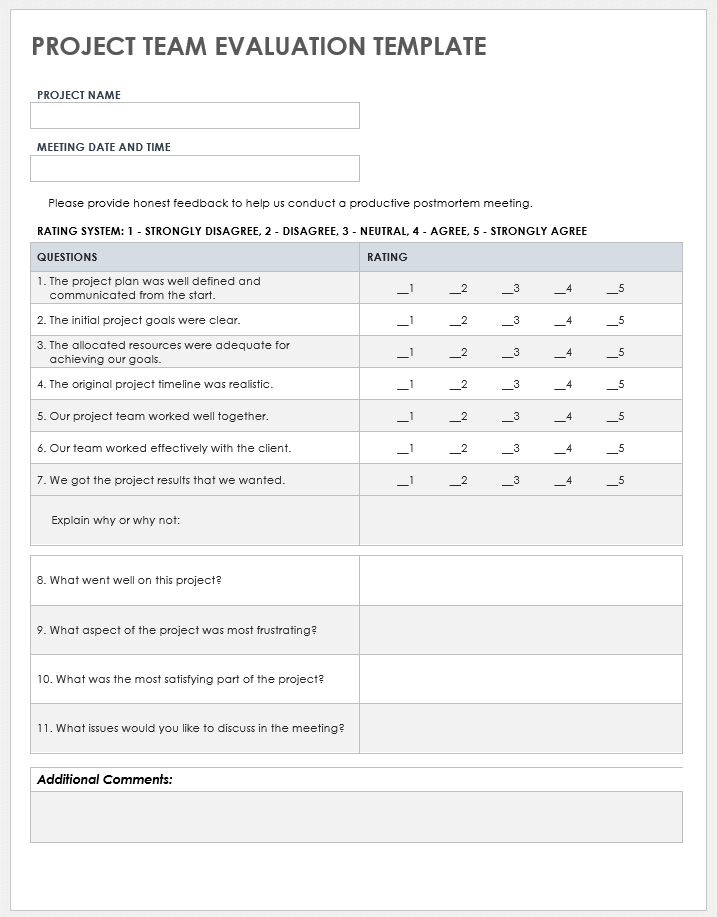 PROJECT TEAM EVALUATION TEMPLATE
PROJECT NAME
MEETING DATE AND TIME
Please provide honest feedback to help us conduct a productive postmortem meeting.
RATING SYSTEM: 1 - STRONGLY DISAGREE, 2 - DISAGREE, 3 - NEUTRAL, 4 - AGREE, 5 - STRONGLY AGREE
QUESTIONS RATING
1. The project plan was well defined and
communicated from the start.
__1 __2 __3 __4 __5
2. The initial project goals were clear. __1 __2 __3 __4 __5
3. The allocated resources were adequate for
achieving our goals.
__1 __2 __3 __4 __5
4. The original project timeline was realistic. __1 __2 __3 __4 __5
5. Our project team worked well together. __1 __2 __3 __4 __5
6. Our team worked effectively with the client. __1 __2 __3 __4 __5
7. We got the project results that we wanted. __1 __2 __3 __4 __5
Explain why or why not:
8. What went well on this project?
9. What aspect of the project was most frustrating?
10. What was the most satisfying part of the project?
11. What issues would you like to discuss in the meeting?
Additional Comments: